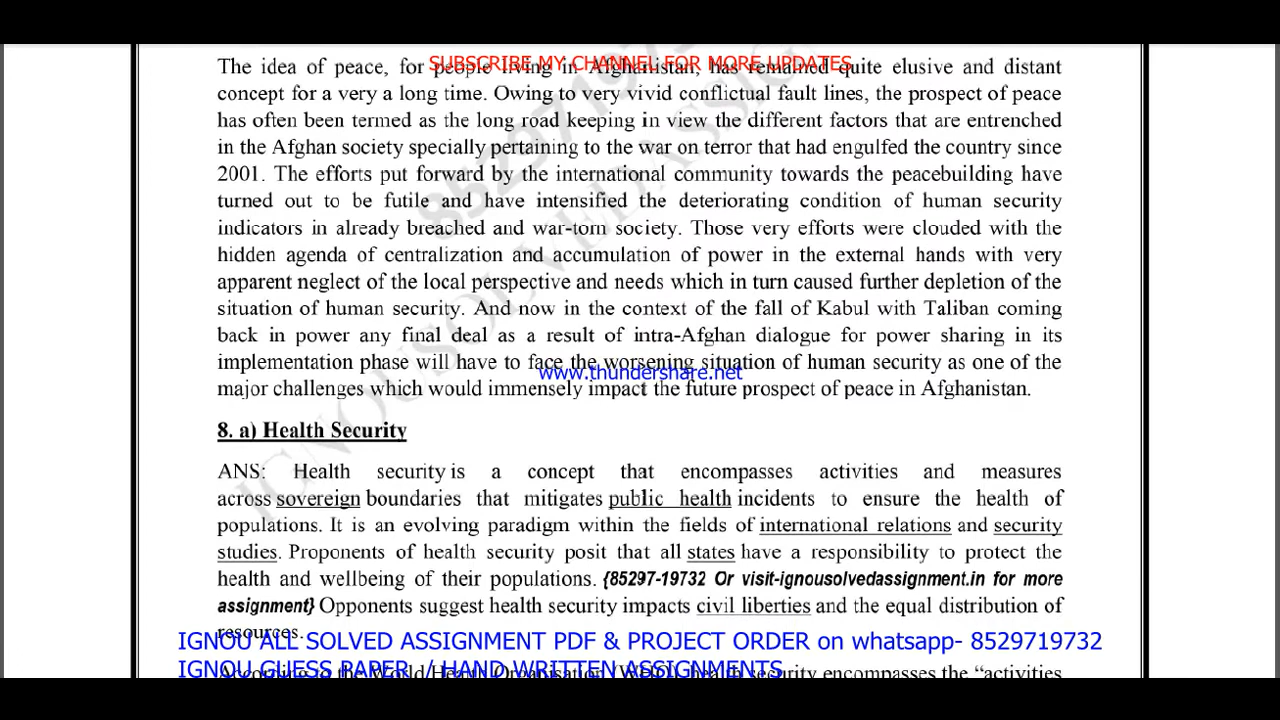 SUBSCRIBE MY CHANNEL FOR MORE UPDATES
The idea of peace, for people living in Afghanistan, has remained quite elusive and distant
concept for a very a long time. Owing to very vivid conflictual fault lines, the prospect of peace
has often been termed as the long road keeping in view the different factors that are entrenched
in the Afghan society specially pertaining to the war on terror that had engulfed the country since
2001. The efforts put forward by the international community towards the peacebuilding have
turned out to be futile and have intensified the deteriorating condition of human security
indicators in already breached and war-torn society. Those very efforts were clouded with the
hidden agenda of centralization and accumulation of power in the external hands with very
apparent neglect of the local perspective and needs which in turn caused further depletion of the
situation of human security. And now in the context of the fall of Kabul with Taliban coming
back in power any final deal as a result of intra-Afghan dialogue for power sharing in its
implementation phase will have to face the worsening situation of human security as one of the
www.thundershare.net
major challenges which would immensely impact the future prospect of peace in Afghanistan.
8. a) Health Security
ANS: Health security is a concept that encompasses activities and measures
across sovereign boundaries that mitigates public health incidents to ensure the health of
populations. It is an evolving paradigm within the fields of international relations and security
studies. Proponents of health security posit that all states have a responsibility to protect the
health and wellbeing of their populations. {85297-19732 Or visit-ignousolvedassignment.in for more
assignment} Opponents suggest health security impacts civil liberties and the equal distribution of
resources.
IGNOU ALL SOLVED ASSIGNMENT PDF & PROJECT ORDER on whatsapp- 8529719732
IGNOU GUESS PAPER / HAND WRITTEN ASSIGNMENTS
According to the World Health Organisation (WHO), health security encompasses the “activities